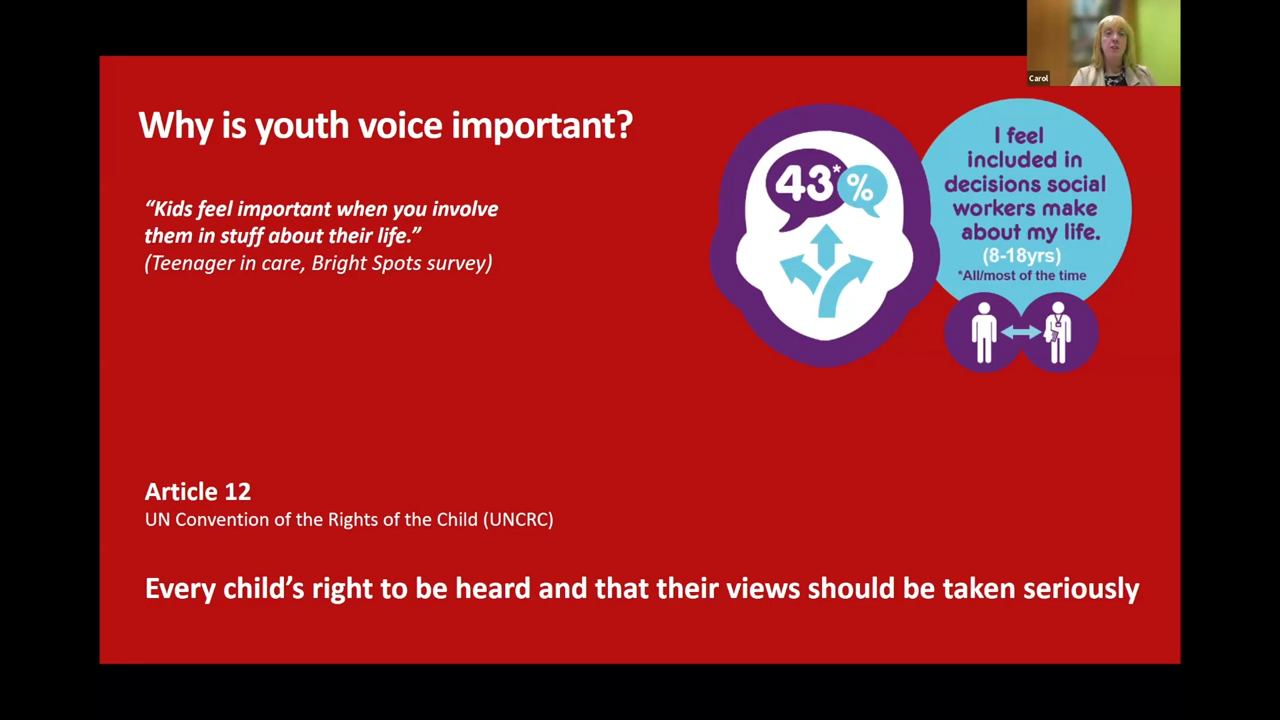 Carol
Why is youth voice important?
“Kids feel important when you involve
them in stuff about their life.”
(Teenager in care, Bright Spots survey)
43*%
I feel
included in
decisions social
workers make
about my life.
(8-18yrs)
*All/most of the time
Article 12
UN Convention of the Rights of the Child (UNCRC)
Every child’s right to be heard and that their views should be taken seriously